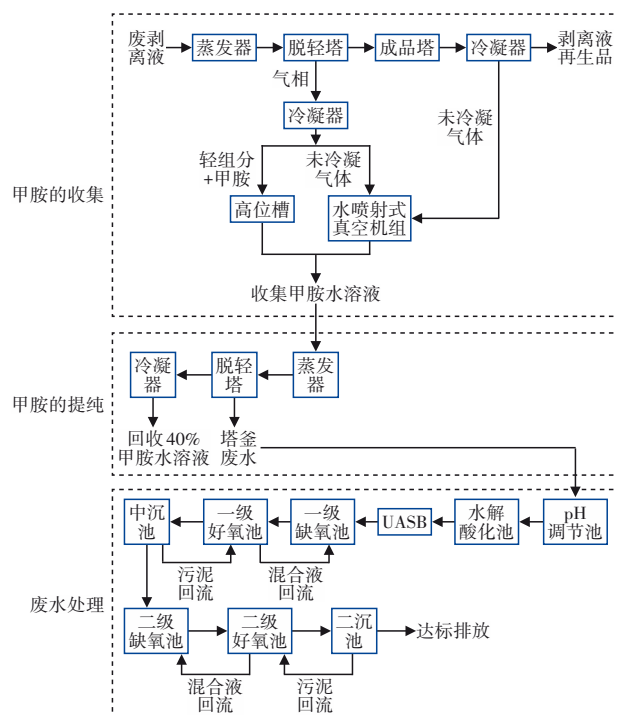 废剥
离液
蒸发器
脱轻塔
成品塔
冷凝器
剥离液
再生品
气相
冷凝器
未冷凝
气体
轻组分
+甲胺
未冷凝
气体
甲胺的收集
高位槽
水喷射式
真空机组
收集甲胺水溶液
冷凝
器
脱轻
塔
蒸发
器
甲胺的提纯
回收40%
甲胺水溶液
塔釜
废水
中沉
池
一级
好氧池
一级
缺氧池
UASB
水解
酸化池
pH
调节池
污泥
回流
混合液
回流
废水处理
二级
缺氧池
二级
好氧池
二沉
池
达标排放
混合液
回流
污泥
回流